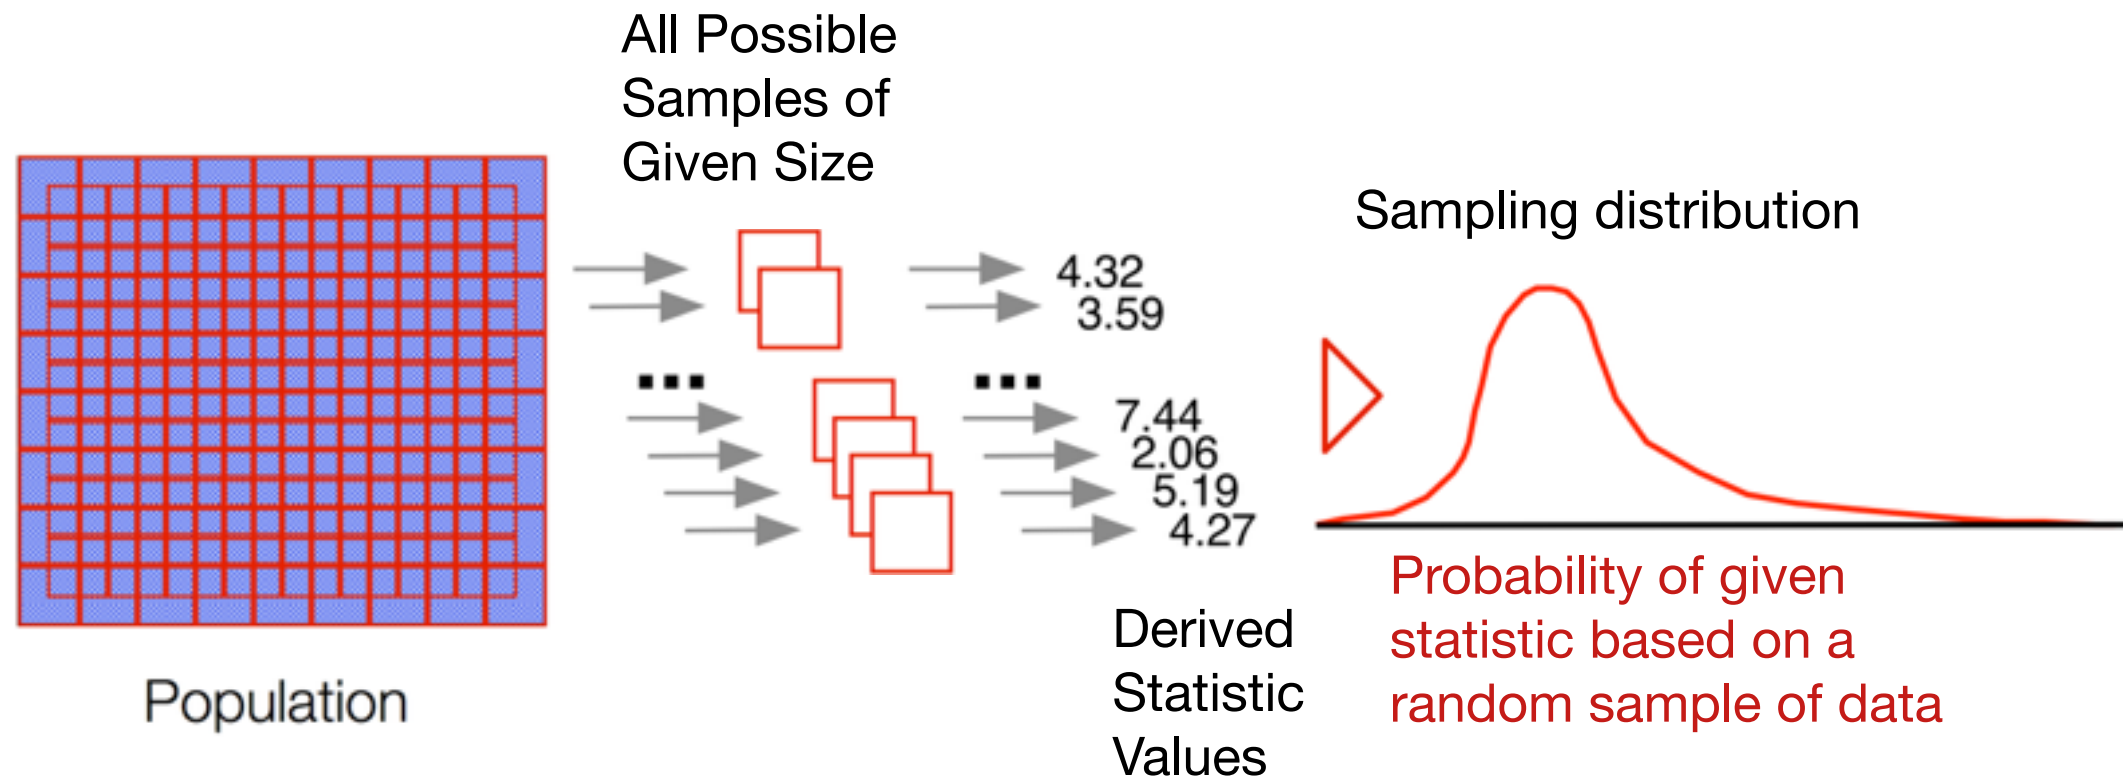 All Possible
Samples of
Given Size
Sampling distribution
4.32
3.59
...
...
7.44
2.06
5.19
4.27
Probability of given
statistic based on a
random sample of data
Derived
Statistic
Values
Population